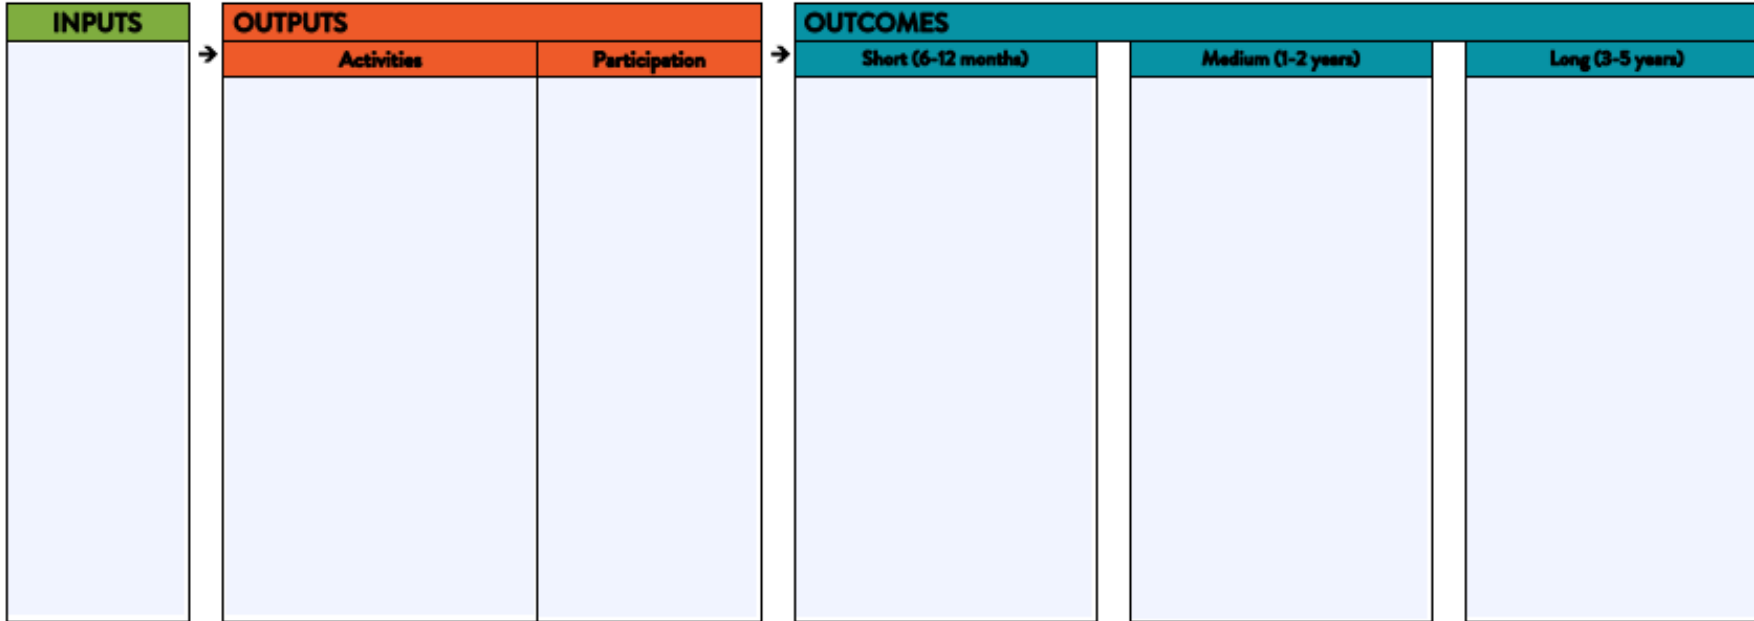 INPUTS
→
OUTPUTS
Activities
Participation
→
OUTCOMES
Short (6-12 months)
Medium (1-2 years)
Long (3-5 years)